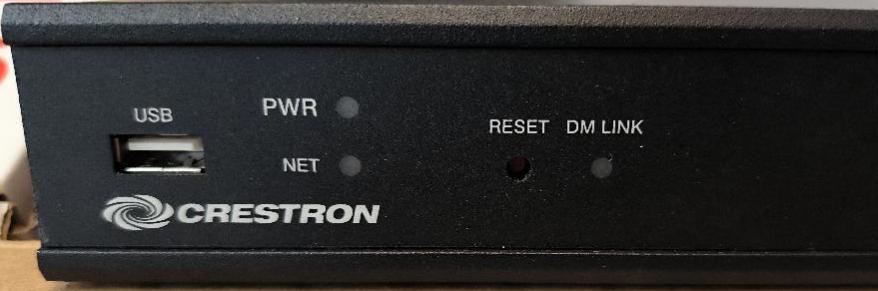 USB
PWR
NET
RESET DM LINK
CRESTRON